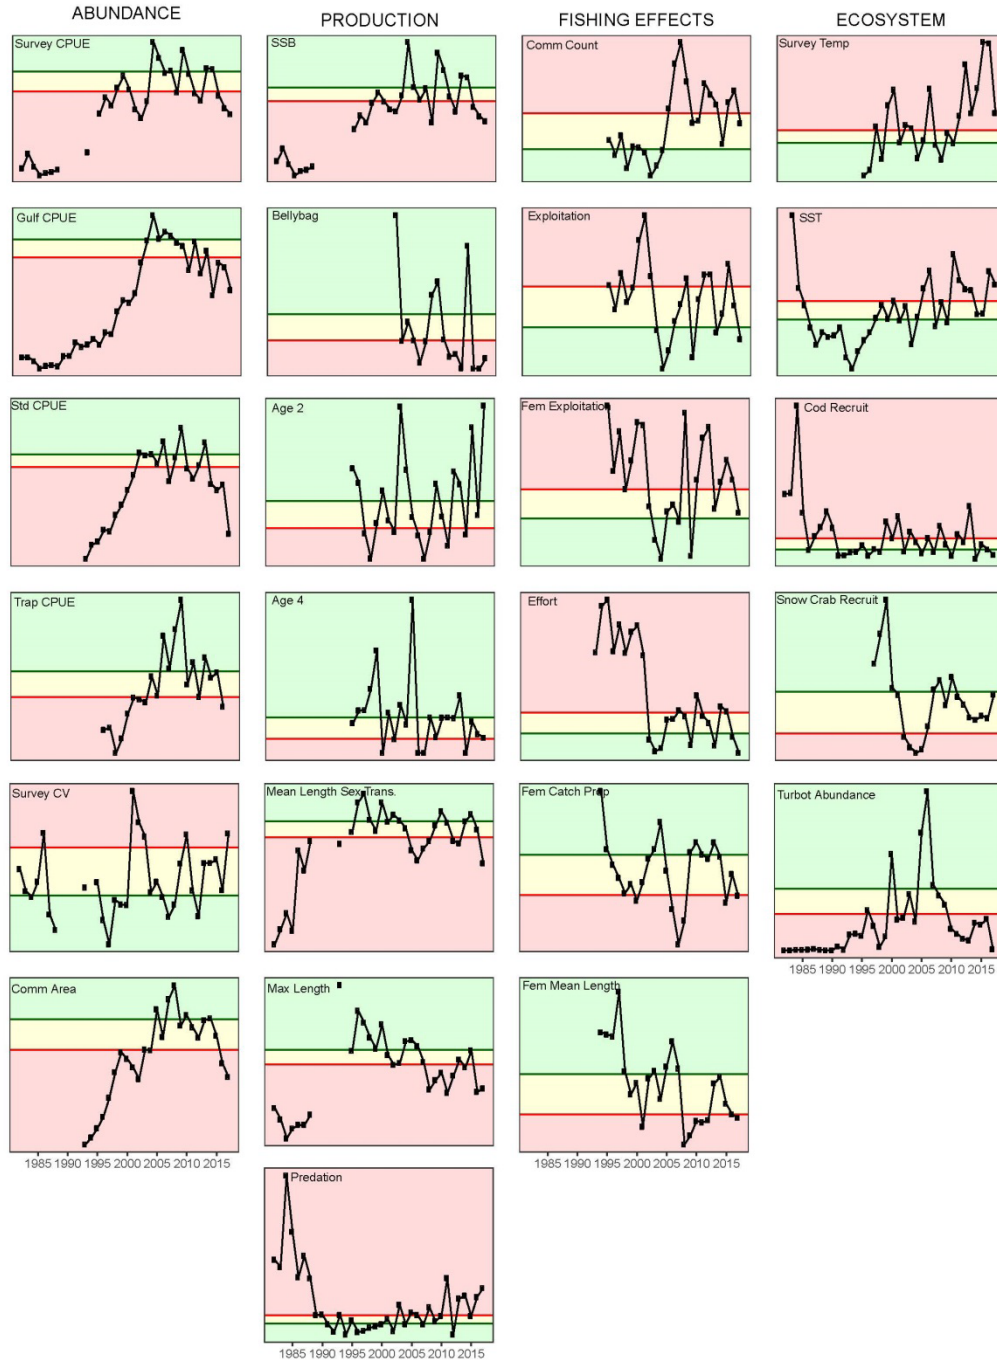 ABUNDANCE
PRODUCTION
FISHING EFFECTS
ECOSYSTEM
Survey CPUE
SSB
Comm Count
Survey Temp
Gulf CPUE
Bellybag
Exploitation
SST
Std CPUE
Age 2
Fem Exploitation
Cod Recruit
Trap CPUE
Age 4
Effort
Snow Crab Recruit
Survey CV
Mean Length Sex Trans.
Fem Catch Prop
Turbot Abundance
1985 1990 1995 2000 2005 2010 2015
Comm Area
Max Length
Fem Mean Length
1985 1990 1995 2000 2005 2010 2015
1985 1990 1995 2000 2005 2010 2015
Predation
1985 1990 1995 2000 2005 2010 2015